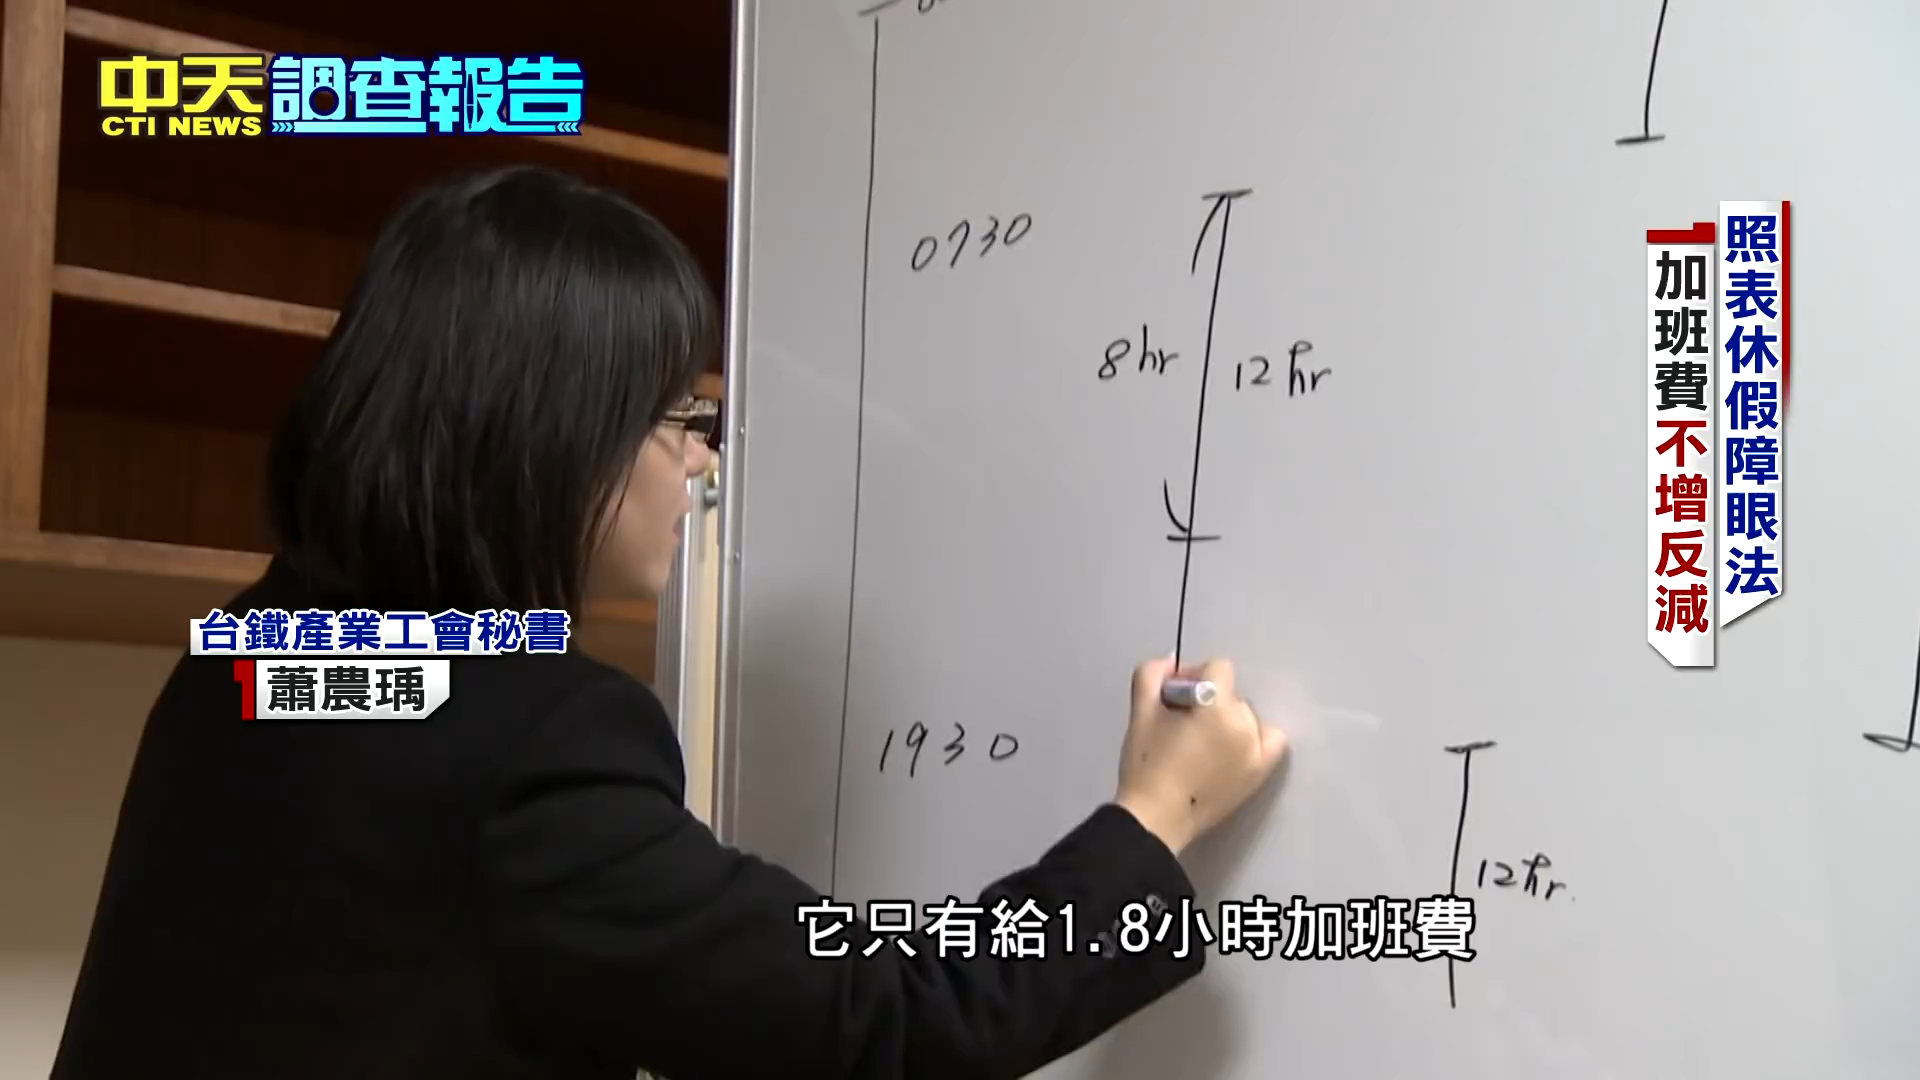 中天調查報告
CTI NEWS
照表休假障眼法
加班費不增反減
0730
8hr
12hr
台鐵產業工會秘書
蕭農瑀
1930
12hr.
它只有給1.8小時加班費